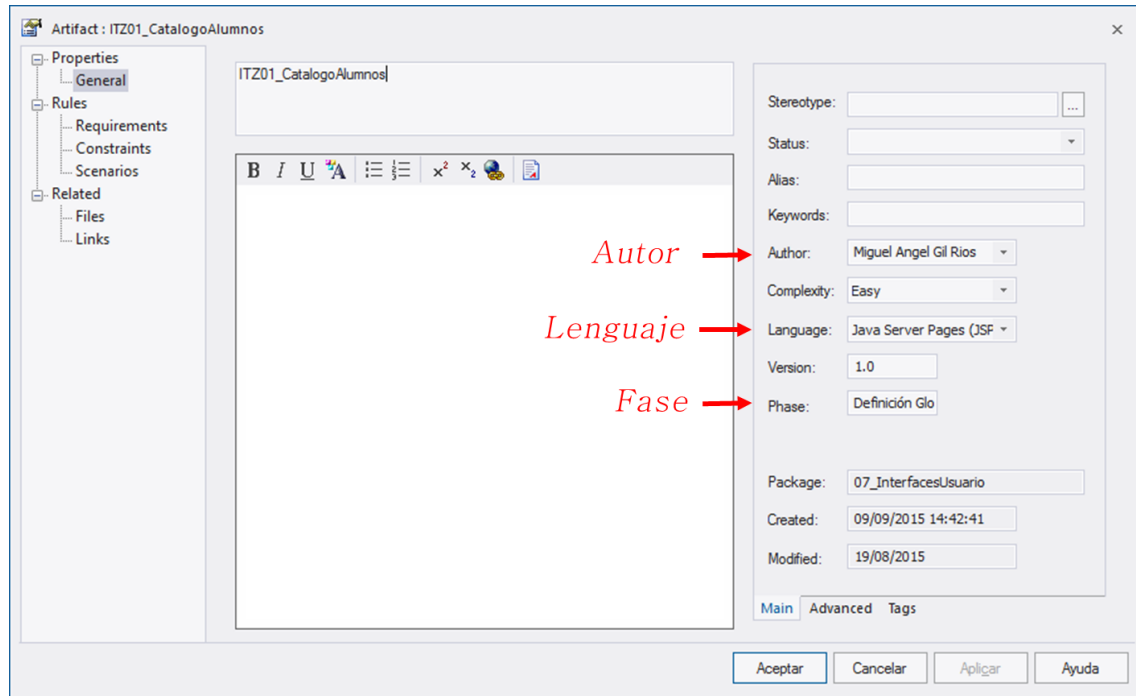 Artifact : ITZ01_CatalogoAlumnos
Properties
General
Rules
Requirements
Constraints
Scenarios
Related
Files
Links
ITZ01_CatalogoAlumnos
B I U A x² x₂
Stereotype: ...
Status:
Alias:
Keywords:
Autor Author: Miguel Angel Gil Rios
Complexity: Easy
Lenguaje Language: Java Server Pages (JSF
Version: 1.0
Fase Phase: Definición Glo
Package: 07_InterfacesUsuario
Created: 09/09/2015 14:42:41
Modified: 19/08/2015
Main Advanced Tags
Aceptar Cancelar Aplicar Ayuda